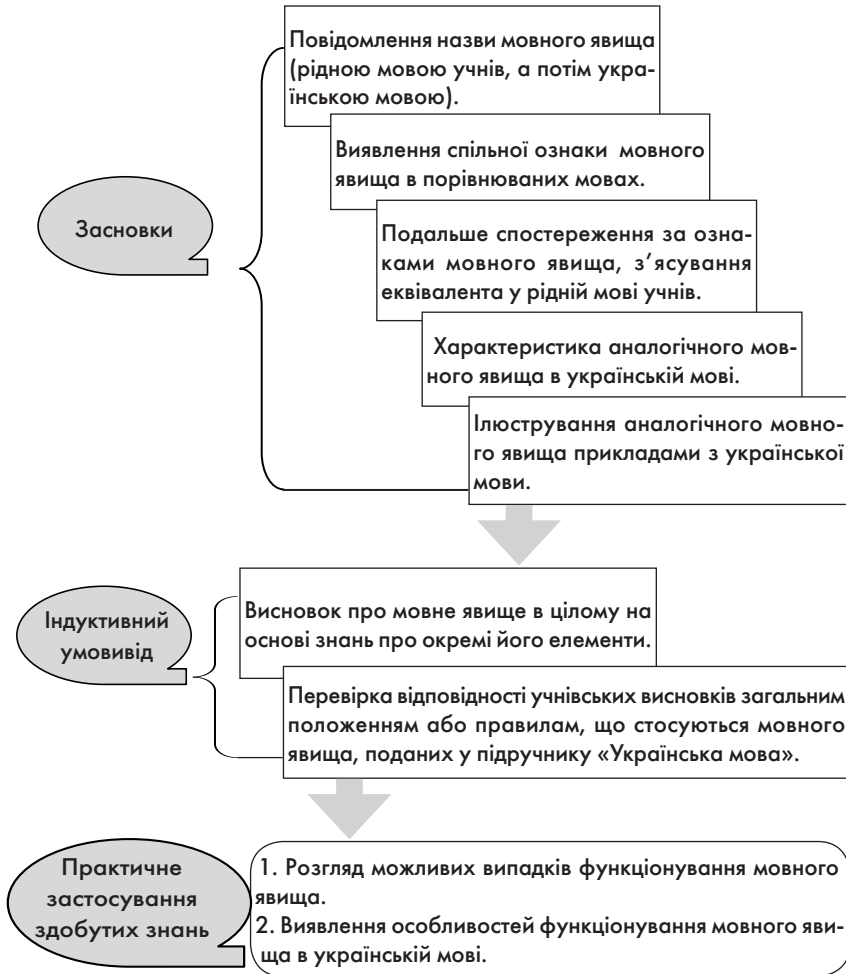 Повідомлення назви мовного явища
(рідною мовою учнів, а потім укра-
їнською мовою).
Виявлення спільної ознаки мовного
явища в порівнюваних мовах.
Засновки
Подальше спостереження за озна-
ками мовного явища, з’ясування
еквівалента у рідній мові учнів.
Характеристика аналогічного мов-
ного явища в українській мові.
Ілюстрування аналогічного мовно-
го явища прикладами з української
мови.
Індуктивний
умовивід
Висновок про мовне явище в цілому на
основі знань про окремі його елементи.
Перевірка відповідності учнівських висновків загальним
положенням або правилам, що стосуються мовного
явища, поданих у підручнику «Українська мова».
Практичне
застосування
здобутих знань
1. Розгляд можливих випадків функціонування мовного
явища.
2. Виявлення особливостей функціонування мовного яви-
ща в українській мові.